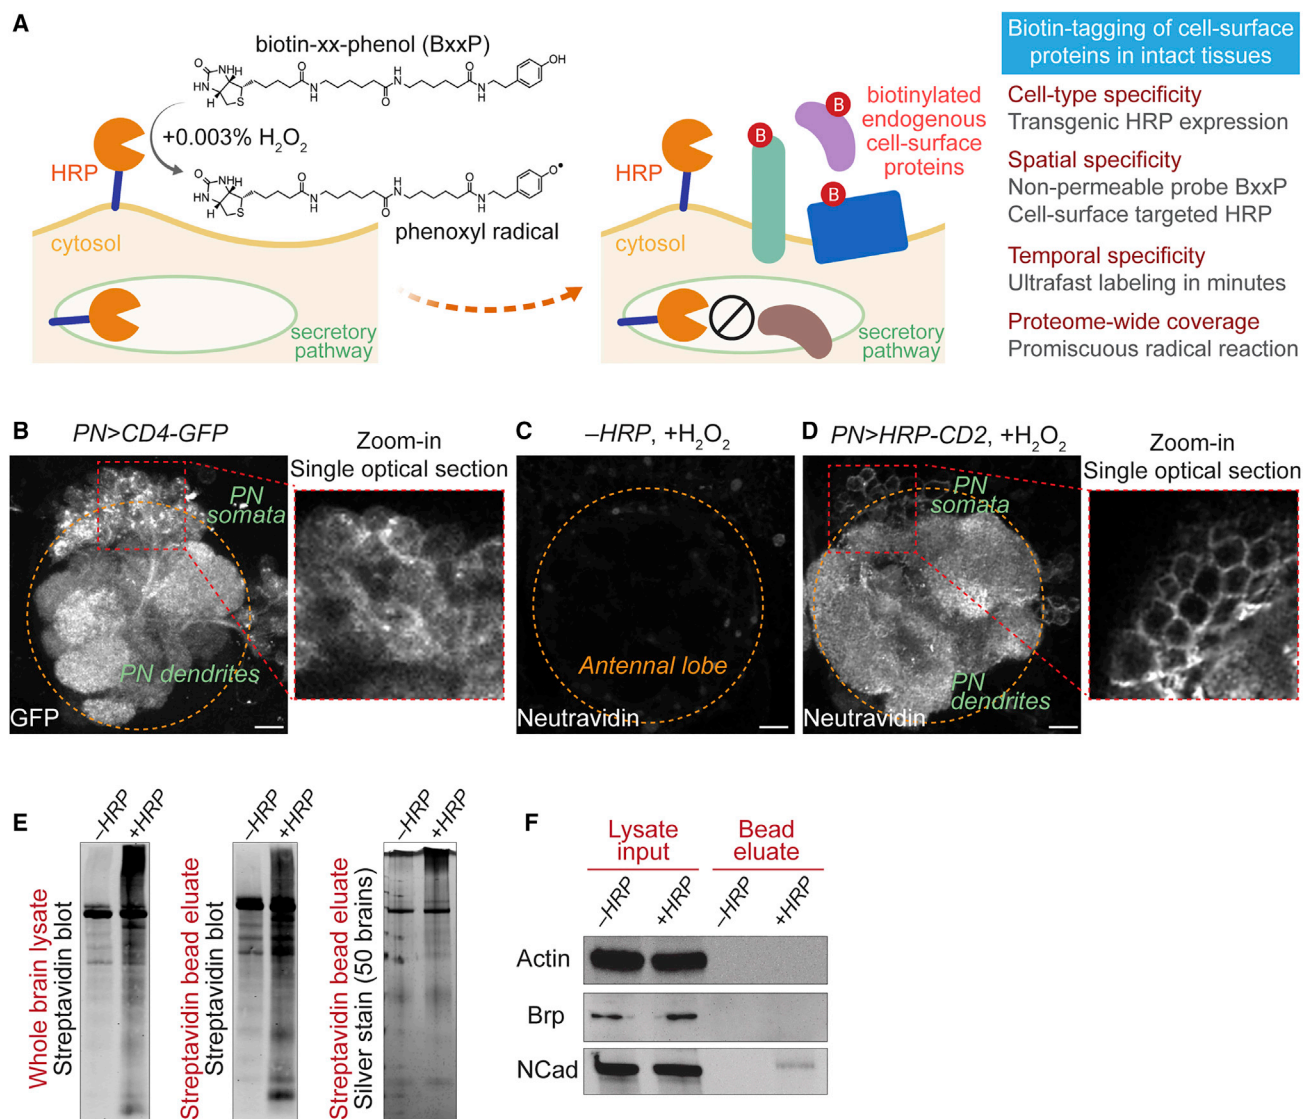 A
biotin-xx-phenol (BxxP)
+0.003% H₂O₂
HRP
cytosol
phenoxyl radical
secretory
pathway
HRP
cytosol
B
B
B
biotinylated
endogenous
cell-surface
proteins
secretory
pathway
Biotin-tagging of cell-surface
proteins in intact tissues
Cell-type specificity
Transgenic HRP expression
Spatial specificity
Non-permeable probe BxxP
Cell-surface targeted HRP
Temporal specificity
Ultrafast labeling in minutes
Proteome-wide coverage
Promiscuous radical reaction
B
PN>CD4-GFP
Zoom-in
Single optical section
PN
somata
PN dendrites
GFP
C
–HRP, +H₂O₂
Antennal lobe
Neutravidin
D
PN>HRP-CD2, +H₂O₂
Zoom-in
Single optical section
PN
somata
PN
dendrites
Neutravidin
E
–HRP
+HRP
Whole brain lysate
Streptavidin blot
–HRP
+HRP
Streptavidin bead eluate
Streptavidin blot
–HRP
+HRP
Streptavidin bead eluate
Silver stain (50 brains)
F
Lysate
input
Bead
eluate
–HRP
+HRP
–HRP
+HRP
Actin
Brp
NCad